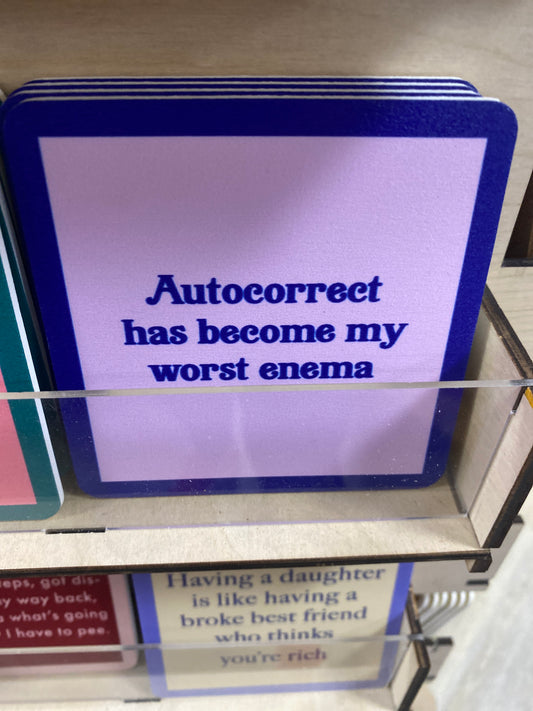 Autocorrect
has become my
worst enema
eps, got dis-
y way back,
what's going
I have to pee.
Having a daughter
is like having a
broke best friend
who thinks
you're rich